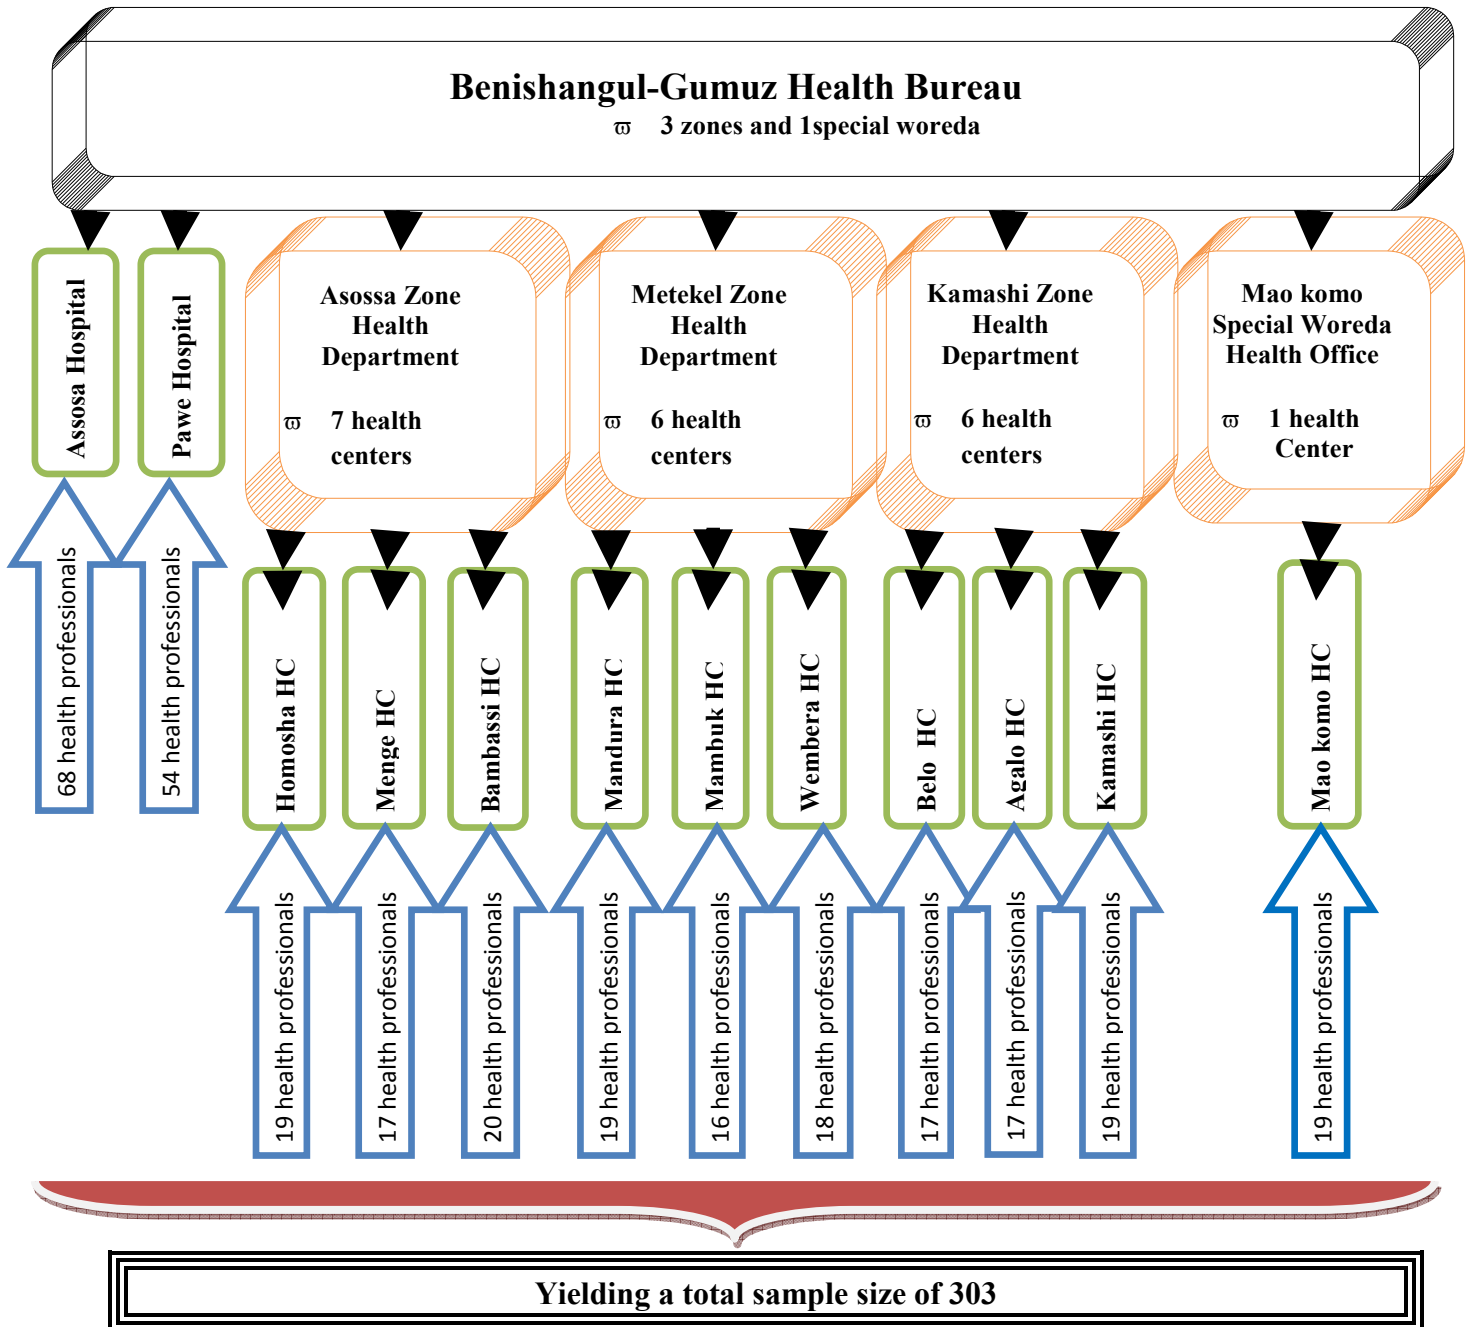 Benishangul-Gumuz Health Bureau
ϖ 3 zones and 1special woreda
Assosa Hospital
Pawe Hospital
Asossa Zone
Health
Department
ϖ 7 health
centers
Metekel Zone
Health
Department
ϖ 6 health
centers
Kamashi Zone
Health
Department
ϖ 6 health
centers
Mao komo
Special Woreda
Health Office
ϖ 1 health
Center
68 health professionals
54 health professionals
Homosha HC
Menge HC
Bambassi HC
Mandura HC
Mambuk HC
Wembera HC
Belo HC
Agalo HC
Kamashi HC
Mao komo HC
19 health professionals
17 health professionals
20 health professionals
19 health professionals
16 health professionals
18 health professionals
17 health professionals
17 health professionals
19 health professionals
19 health professionals
Yielding a total sample size of 303